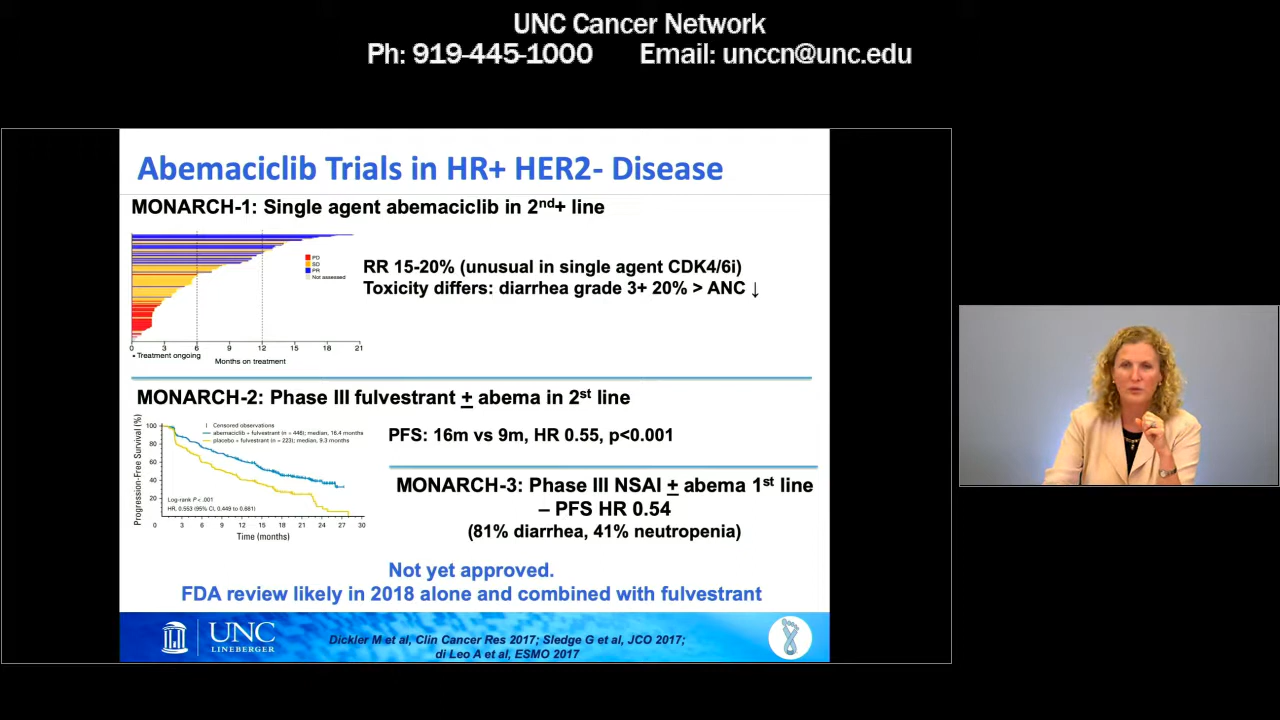 UNC Cancer Network
Ph: 919-445-1000 Email: unccn@unc.edu
Abemaciclib Trials in HR+ HER2- Disease
MONARCH-1: Single agent abemaciclib in 2nd+ line
PD
SD
PR
Not assessed
RR 15-20% (unusual in single agent CDK4/6i)
Toxicity differs: diarrhea grade 3+ 20% > ANC ↓
0 3 6 9 12 15 18 21
• Treatment ongoing
Months on treatment
MONARCH-2: Phase III fulvestrant ± abema in 2st line
Progression-Free Survival (%)
100
80
60
40
20
Censored observations
abemaciclib + fulvestrant (n = 446); median, 16.4 months
placebo + fulvestrant (n = 223); median, 9.3 months
Log-rank P < .001
HR, 0.553 (95% CI, 0.449 to 0.681)
0 3 6 9 12 15 18 21 24 27 30
Time (months)
PFS: 16m vs 9m, HR 0.55, p<0.001
MONARCH-3: Phase III NSAI ± abema 1st line
– PFS HR 0.54
(81% diarrhea, 41% neutropenia)
Not yet approved.
FDA review likely in 2018 alone and combined with fulvestrant
UNC
LINEBERGER
Dickler M et al, Clin Cancer Res 2017; Sledge G et al, JCO 2017;
di Leo A et al, ESMO 2017